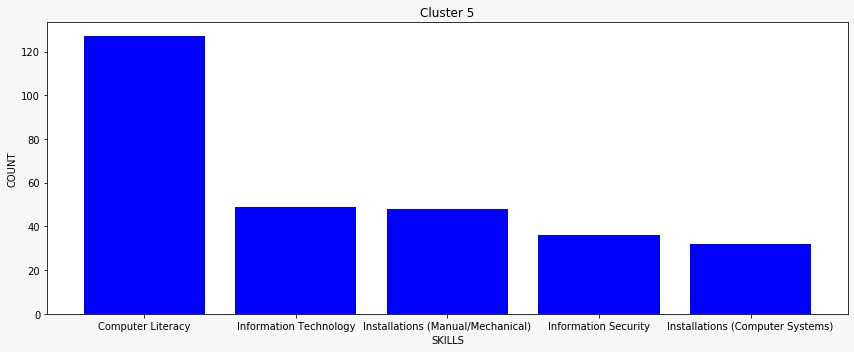 Cluster 5
COUNT
120
100
80
60
40
20
0
Computer Literacy Information Technology Installations (Manual/Mechanical) Information Security Installations (Computer Systems)
SKILLS